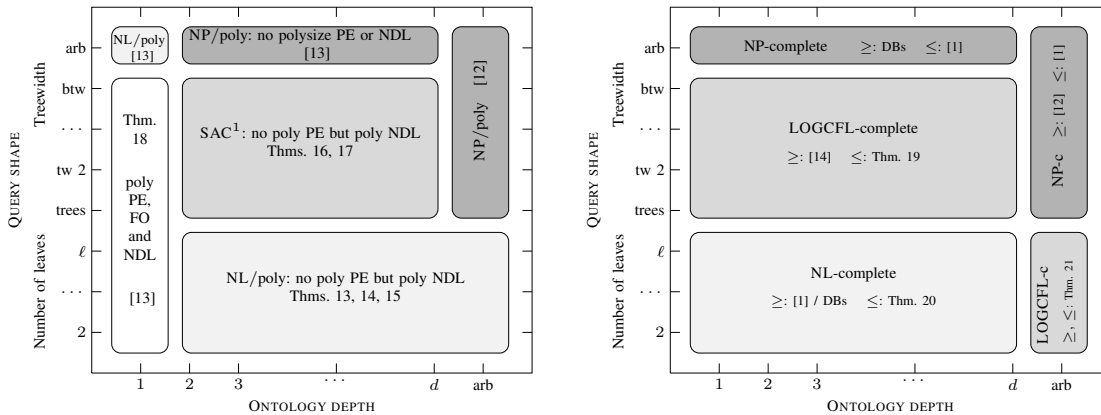 QUERY SHAPE
Treewidth
Number of leaves
arb
btw
· · ·
tw 2
trees
ℓ
· · ·
2
NL/poly
[13]
NP/poly: no polysize PE or NDL
[13]
NP/poly [12]
Thm.
18
poly
PE,
FO
and
NDL
[13]
SAC¹: no poly PE but poly NDL
Thms. 16, 17
NL/poly: no poly PE but poly NDL
Thms. 13, 14, 15
1 2 3 · · · d arb
ONTOLOGY DEPTH
QUERY SHAPE
Treewidth
Number of leaves
arb
btw
· · ·
tw 2
trees
ℓ
· · ·
2
NP-complete ≥: DBs ≤: [1]
NP-c ≥: [12] ≤: [1]
LOGCFL-complete
≥: [14] ≤: Thm. 19
NL-complete
≥: [1] / DBs ≤: Thm. 20
LOGCFL-c
≥, ≤: Thm. 21
1 2 3 · · · d arb
ONTOLOGY DEPTH